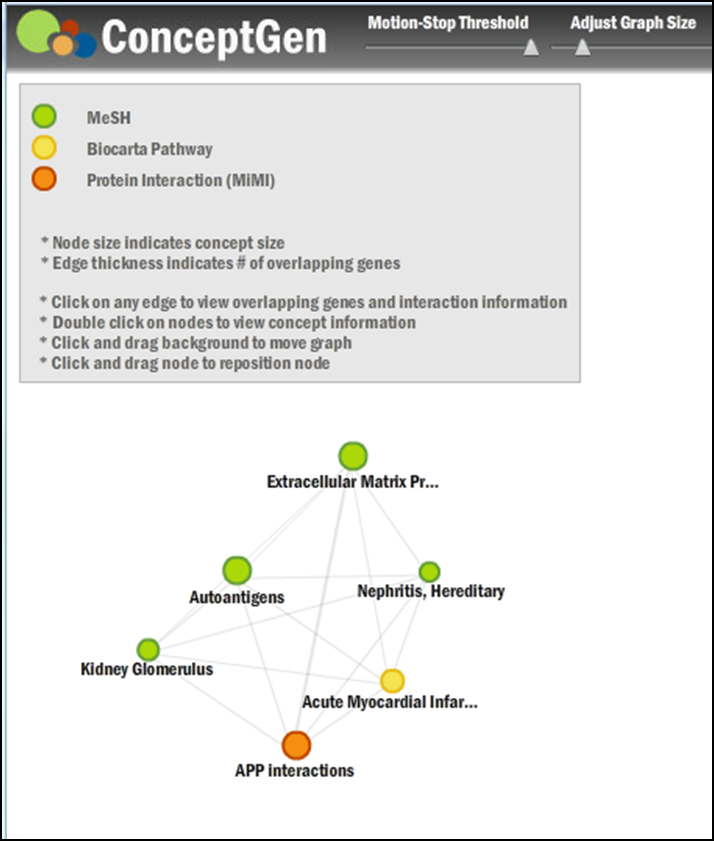 ConceptGen
Motion-Stop Threshold
Adjust Graph Size
MeSH
Biocarta Pathway
Protein Interaction (MiMI)
* Node size indicates concept size
* Edge thickness indicates # of overlapping genes
* Click on any edge to view overlapping genes and interaction information
* Double click on nodes to view concept information
* Click and drag background to move graph
* Click and drag node to reposition node
Extracellular Matrix Pr...
Autoantigens
Nephritis, Hereditary
Kidney Glomerulus
Acute Myocardial Infar...
APP interactions